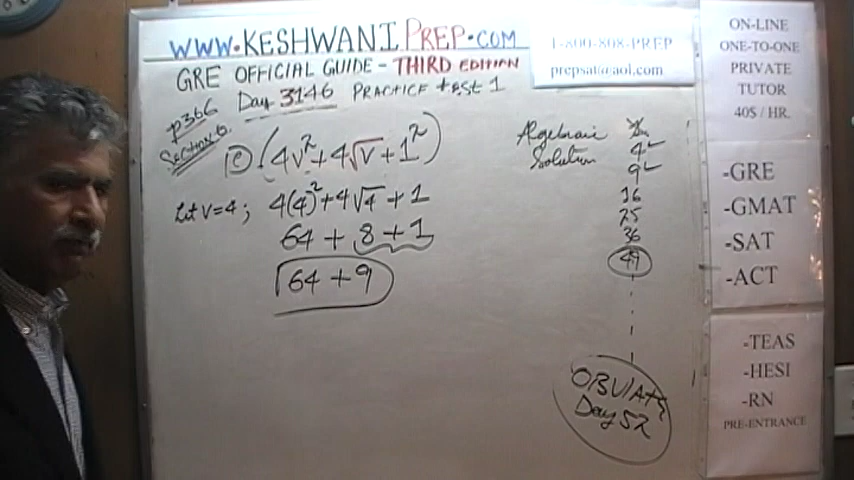 WWW.KESHWANIPREP.COM
1-800-808-PREP
prepsat@aol.com
GRE OFFICIAL GUIDE - THIRD EDITION
P366 Day 3146 PRACTICE test 1
Section 6.
(4V²+4√V+1²)
Let V=4; 4(4)²+4√4+1
64+8+1
64+9
Algebraic
Solution
4
9
16
25
36
49
OBVIATE
Day 52
ON-LINE
ONE-TO-ONE
PRIVATE
TUTOR
40$ / HR.
-GRE
-GMAT
-SAT
-ACT
-TEAS
-HESI
-RN
PRE-ENTRANCE